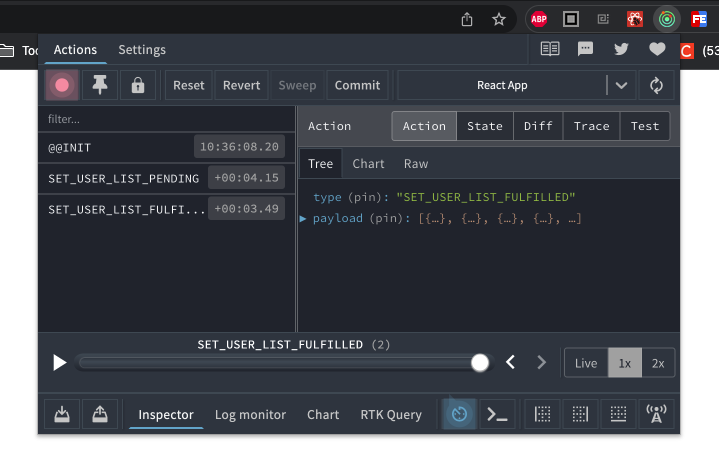 ABP
FE
Too
Actions Settings
C (53
Reset Revert Sweep Commit React App
filter...
@@INIT 10:36:08.20
SET_USER_LIST_PENDING +00:04.15
SET_USER_LIST_FULFI... +00:03.49
Action Action State Diff Trace Test
Tree Chart Raw
type (pin): "SET_USER_LIST_FULFILLED"
payload (pin): [{…}, {…}, {…}, {…}, …]
SET_USER_LIST_FULFILLED (2)
Live 1x 2x
Inspector Log monitor Chart RTK Query